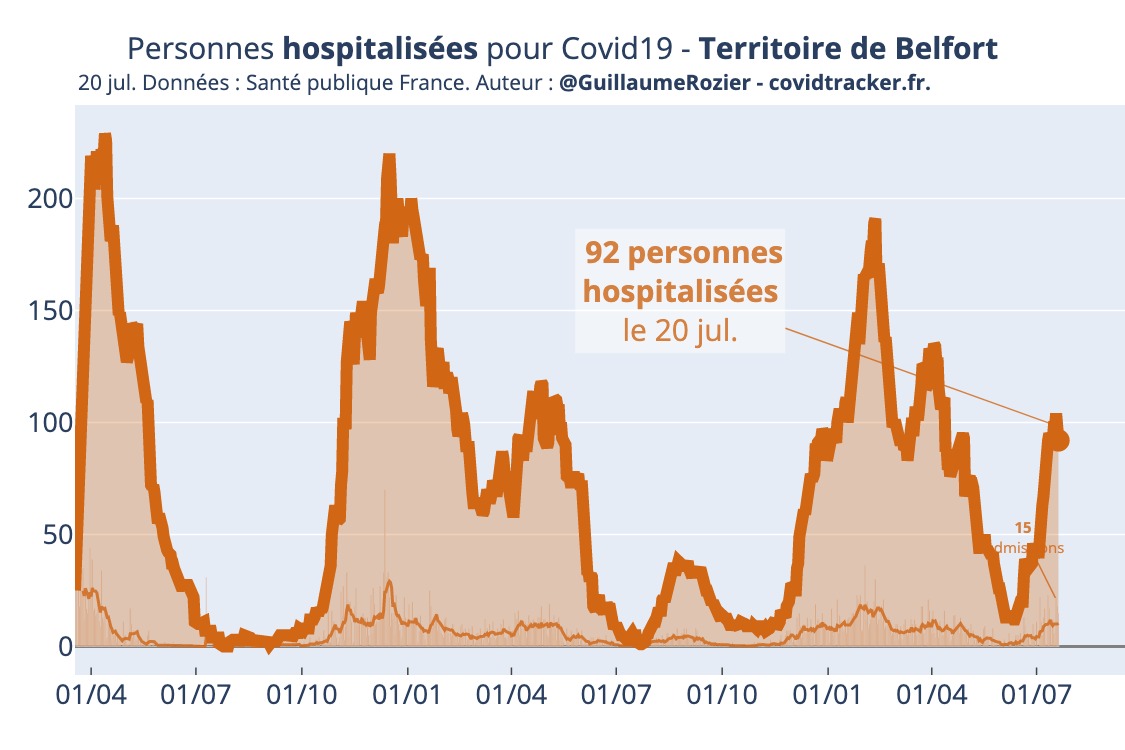 Personnes hospitalisées pour Covid19 - Territoire de Belfort
20 jul. Données : Santé publique France. Auteur : @GuillaumeRozier - covidtracker.fr.
200
92 personnes
hospitalisées
le 20 jul.
150
100
50
15
0
01/04 01/07 01/10 01/01 01/04 01/07 01/10 01/01 01/04 01/07